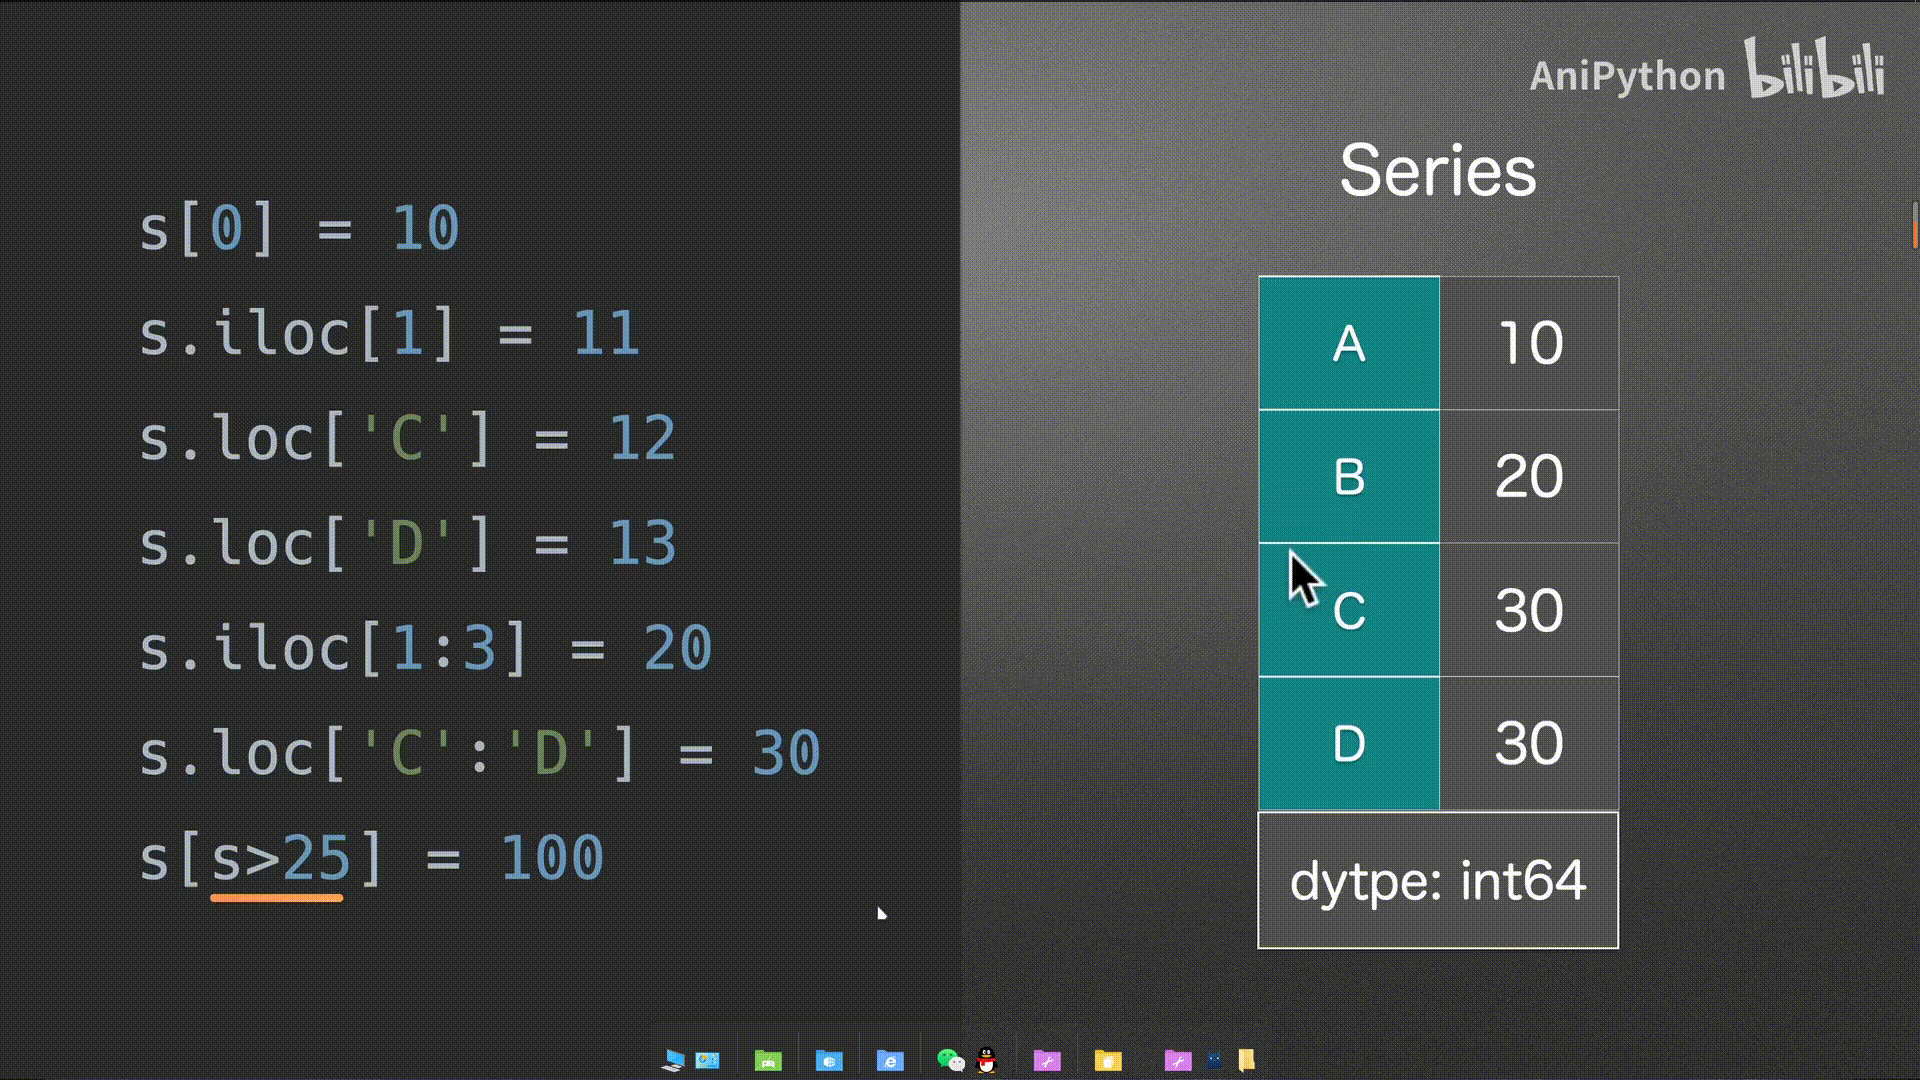 AniPython bilibili
s[0] = 10
s.iloc[1] = 11
s.loc['C'] = 12
s.loc['D'] = 13
s.iloc[1:3] = 20
s.loc['C':'D'] = 30
s[s>25] = 100
Series
A 10
B 20
C 30
D 30
dytpe: int64